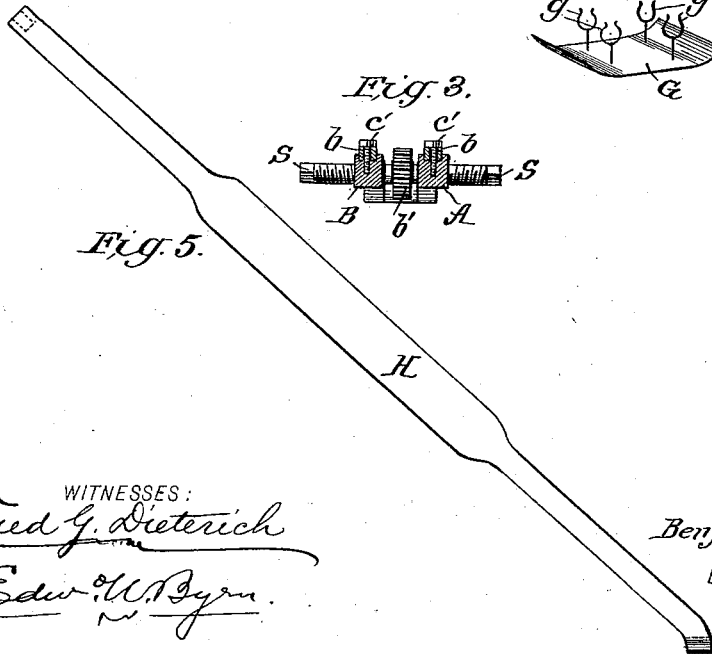 g g
G
Fig. 3.
b c' c' b
S S
B b' A
Fig. 5.
H
WITNESSES:
Fred G. Dieterich
Edw. W. Byrn.
Benj